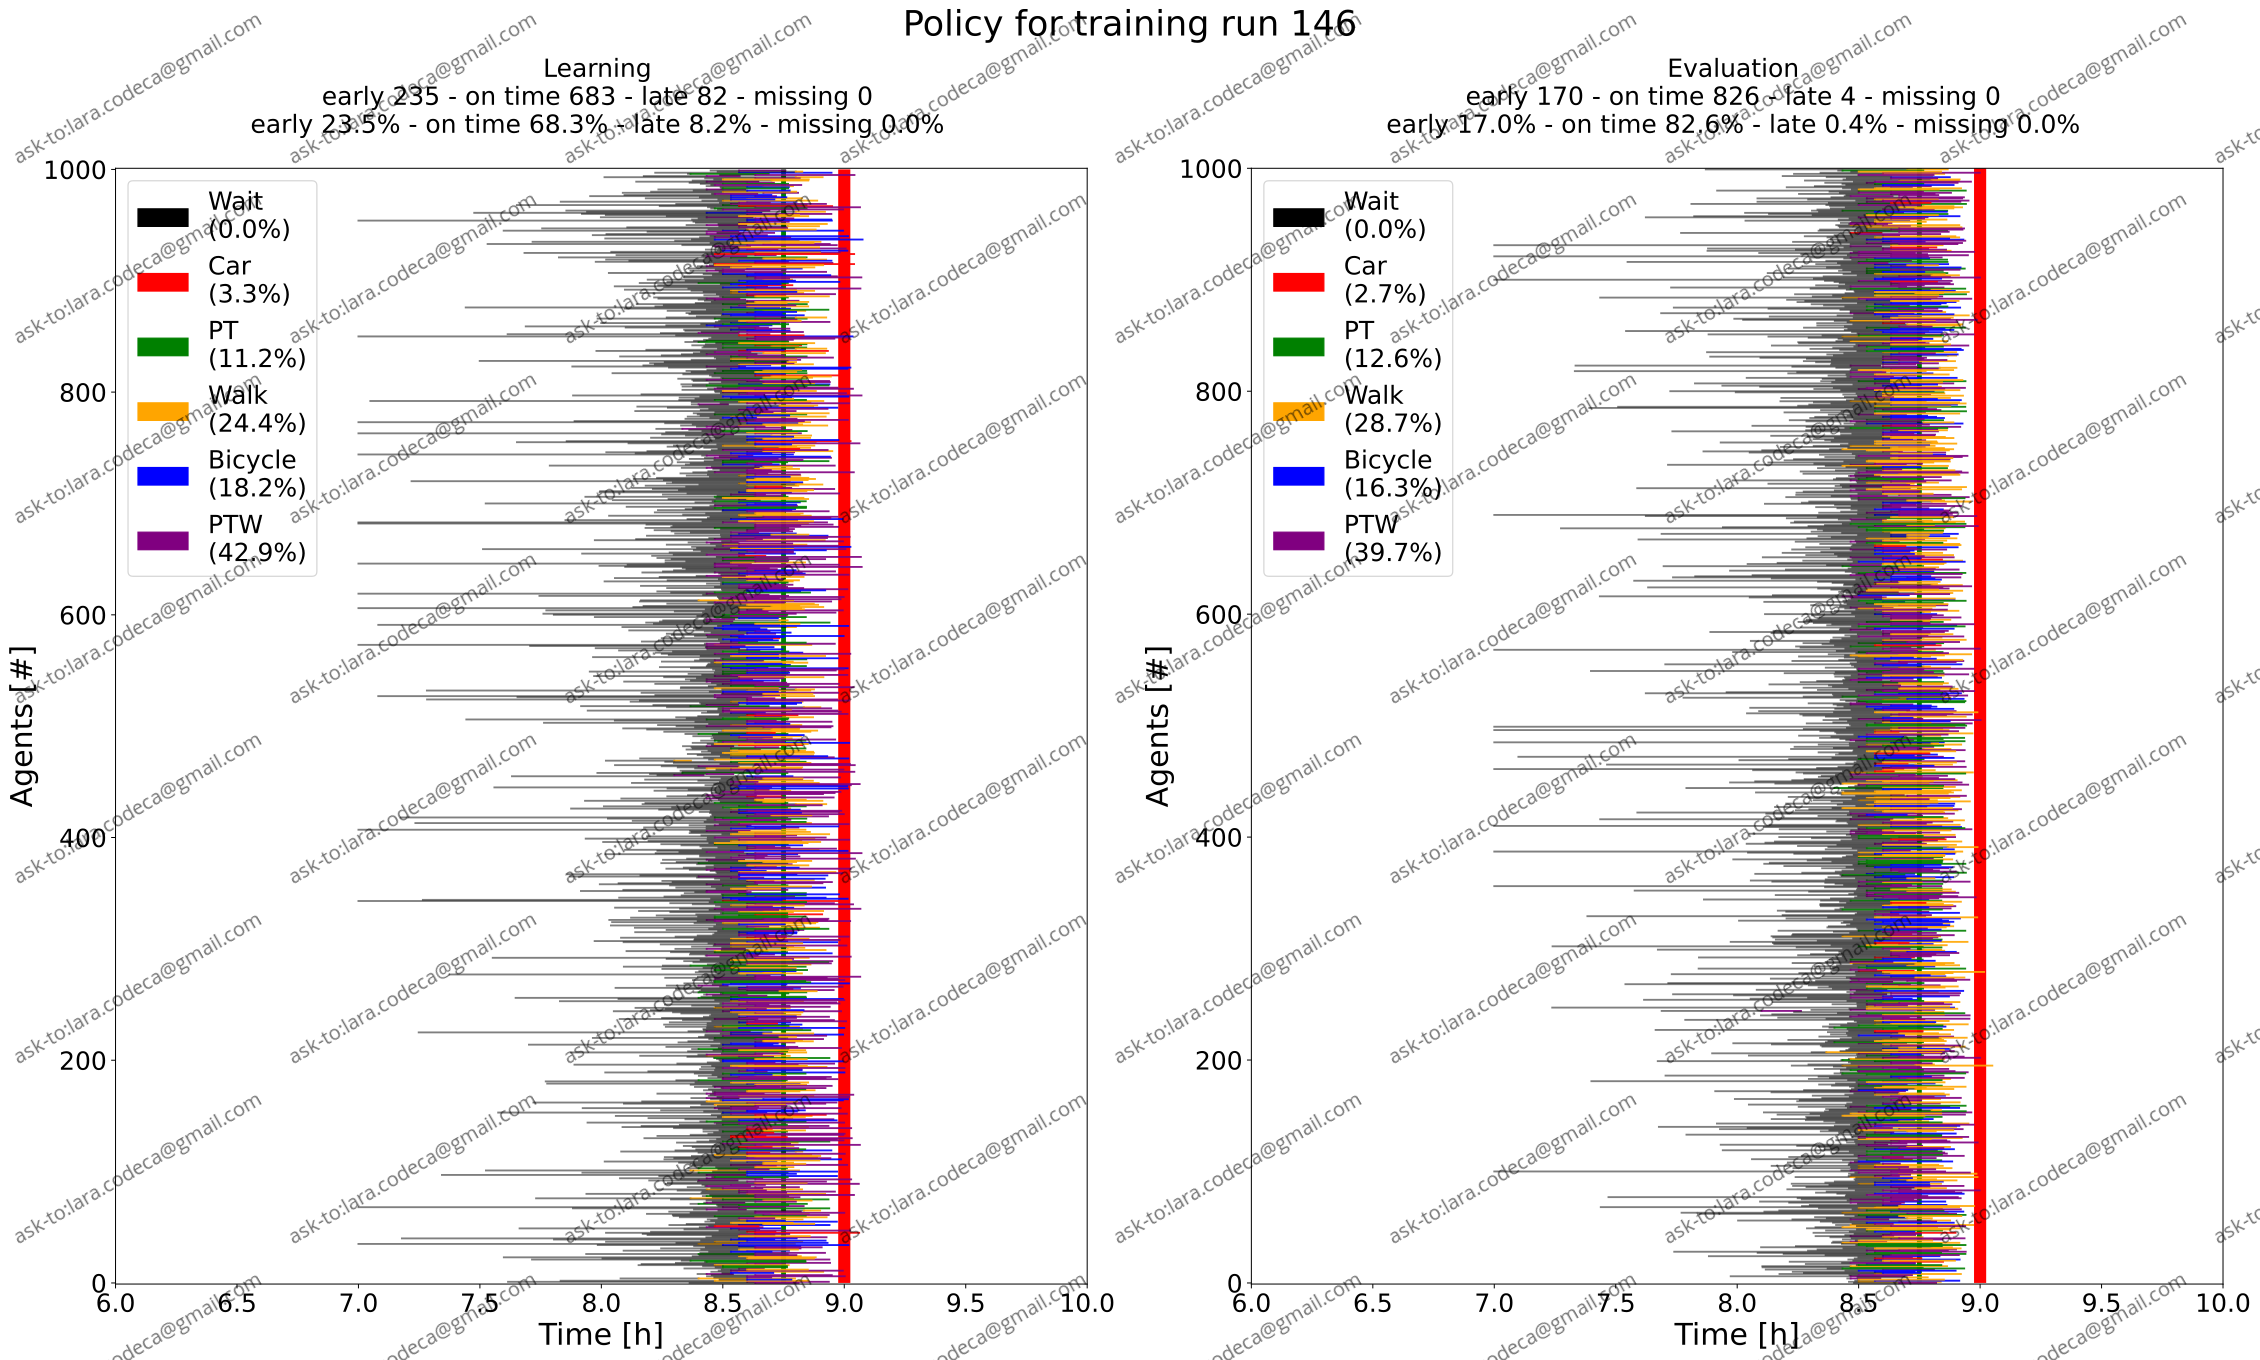 Policy for training run 146
Learning
early 235 - on time 683 - late 82 - missing 0
early 23.5% - on time 68.3% - late 8.2% - missing 0.0%
1000
800
600
400
200
0
Agents [#]
Wait
(0.0%)
Car
(3.3%)
PT
(11.2%)
Walk
(24.4%)
Bicycle
(18.2%)
PTW
(42.9%)
6.0 6.5 7.0 7.5 8.0 8.5 9.0 9.5 10.0
Time [h]
Evaluation
early 170 - on time 826 - late 4 - missing 0
early 17.0% - on time 82.6% - late 0.4% - missing 0.0%
1000
800
600
400
200
0
Agents [#]
Wait
(0.0%)
Car
(2.7%)
PT
(12.6%)
Walk
(28.7%)
Bicycle
(16.3%)
PTW
(39.7%)
6.0 6.5 7.0 7.5 8.0 8.5 9.0 9.5 10.0
Time [h]
ask-to:lara.codeca@gmail.com